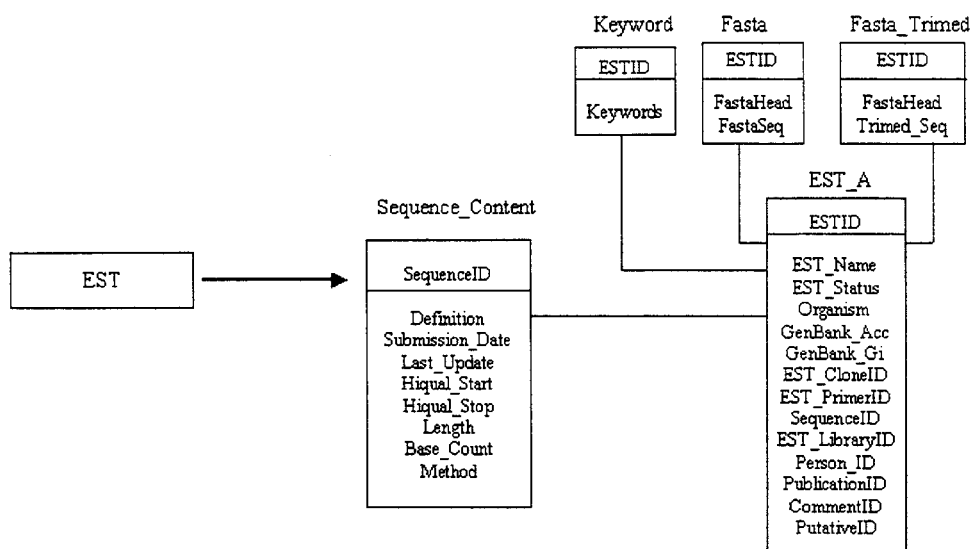 Keyword
Fasta
Fasta_Trimed
ESTID
Keywords
ESTID
FastaHead
FastaSeq
ESTID
FastaHead
Trimed_Seq
EST_A
ESTID
EST_Name
EST_Status
Organism
GenBank_Acc
GenBank_Gi
EST_CloneID
EST_PrimerID
SequenceID
EST_LibraryID
Person_ID
PublicationID
CommentID
PutativeID
Sequence_Content
SequenceID
Definition
Submission_Date
Last_Update
Hiqual_Start
Hiqual_Stop
Length
Base_Count
Method
EST